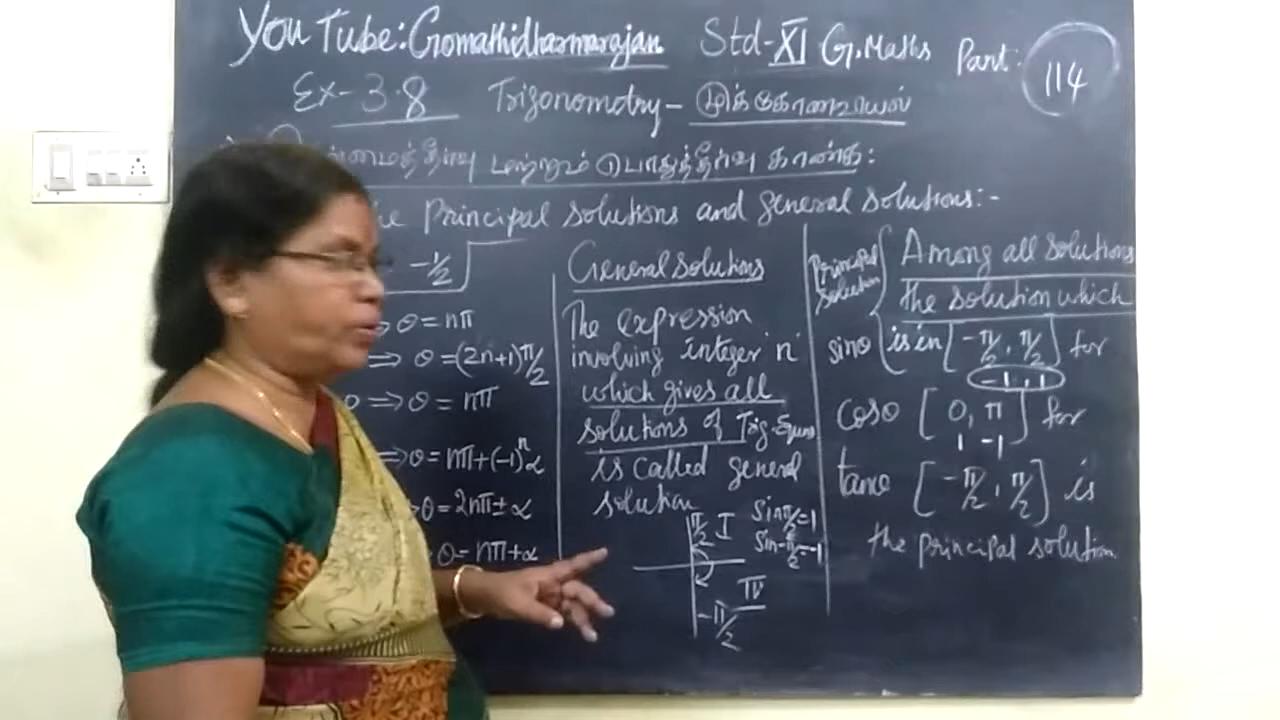 You Tube: Gomathidharmarajan Std-XI G.Maths Part: 114
Ex-3.8 Trigonometry- முக்கோணவியல்
மற்றும் பொதுத்தீர்வு காண்க:
Principal solutions and general solutions:-
-1/2
⇒ θ = nπ
⇒ θ = (2n+1)π/2
⇒ θ = nπ
⇒ θ = nπ+(-1)ⁿα
θ = 2nπ ± α
θ = nπ+α
General solutions
The expression
involving integer 'n'
which gives all
solutions of Trig.Equns
is called general
solution
π/2 I Sin π/2 = 1
Sin -π/2 = -1
IV
-π/2
Principal solution
Among all solutions
the solution which
sinθ is in [-π/2, π/2] for
-1, 1
cosθ [0, π] for
1 -1
tanθ [-π/2, π/2] is
the principal solution.